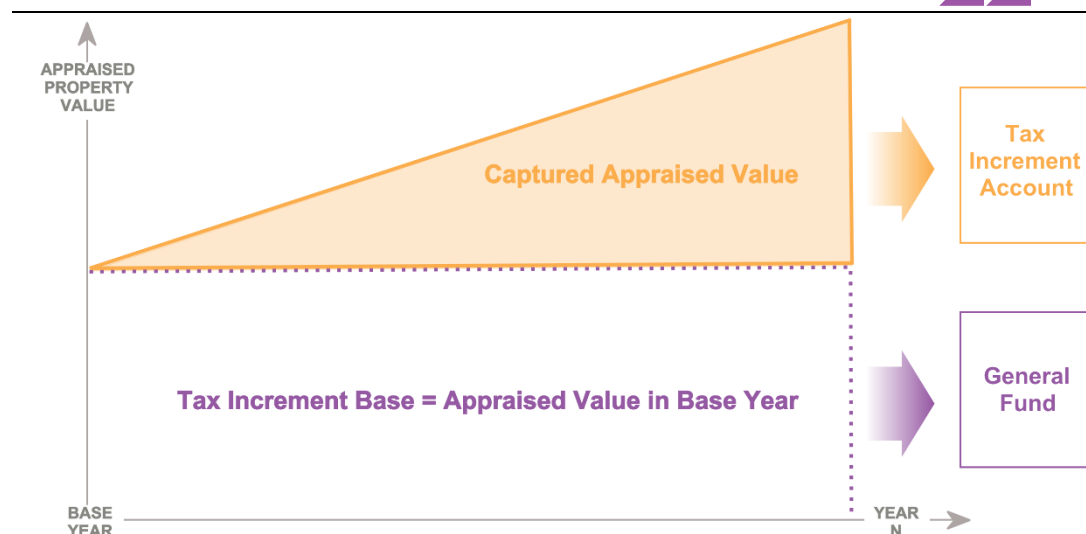 APPRAISED
PROPERTY
VALUE
Captured Appraised Value
Tax
Increment
Account
Tax Increment Base = Appraised Value in Base Year
General
Fund
BASE
YEAR
YEAR
N